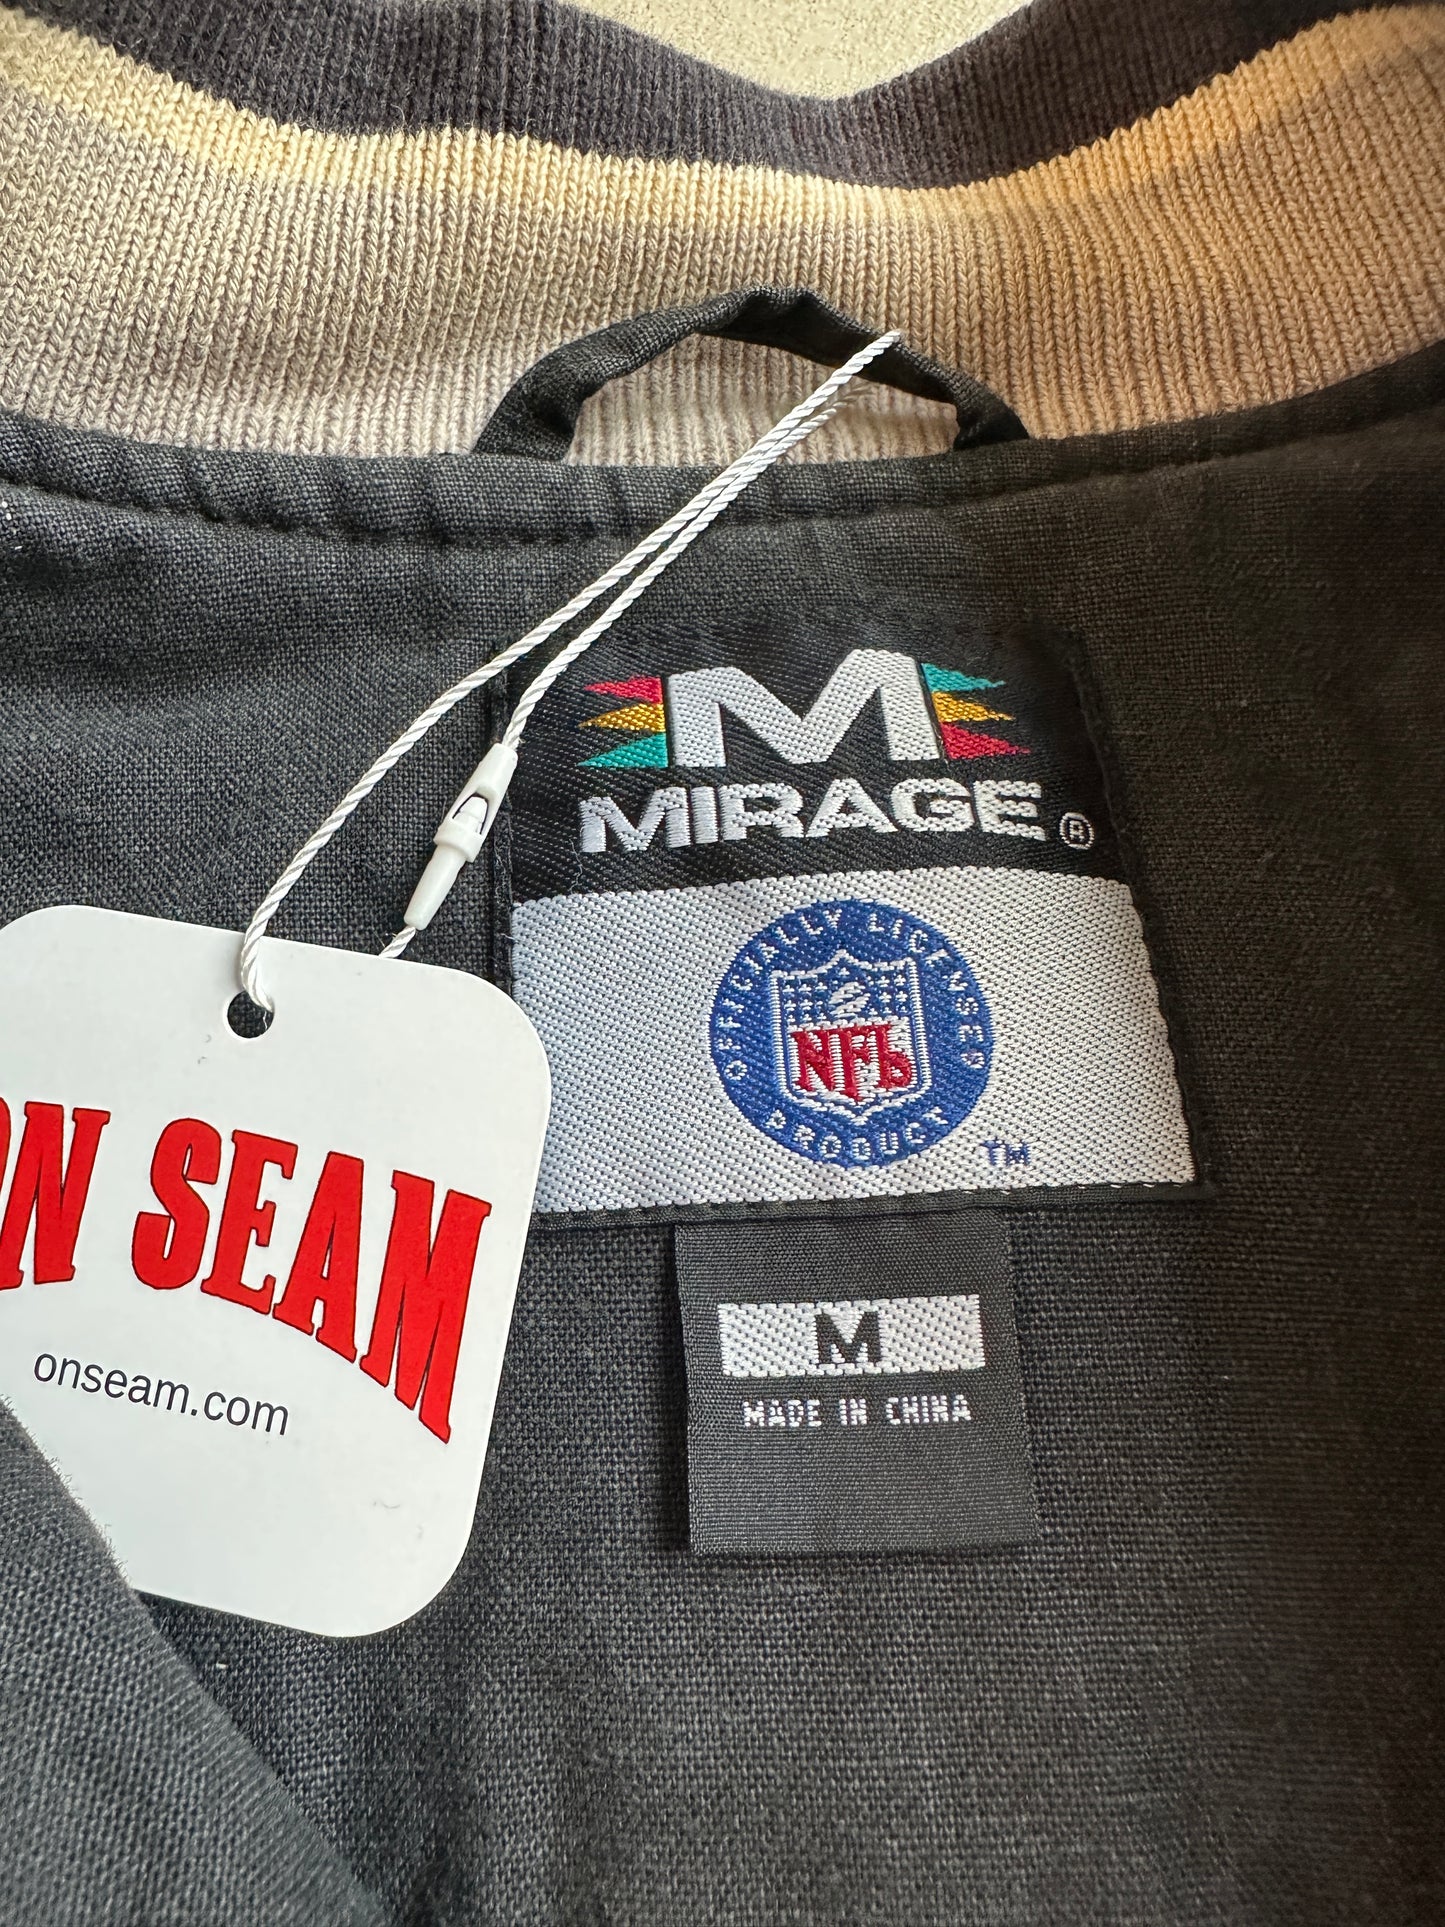 M
MIRAGE®
OFFICIALLY LICENSED
NFL
PRODUCT
TM
ON SEAM
onseam.com
M
MADE IN CHINA